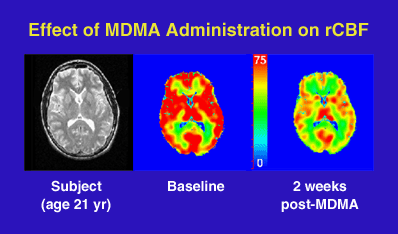 Effect of MDMA Administration on rCBF
75
0
Subject
(age 21 yr)
Baseline
2 weeks
post-MDMA